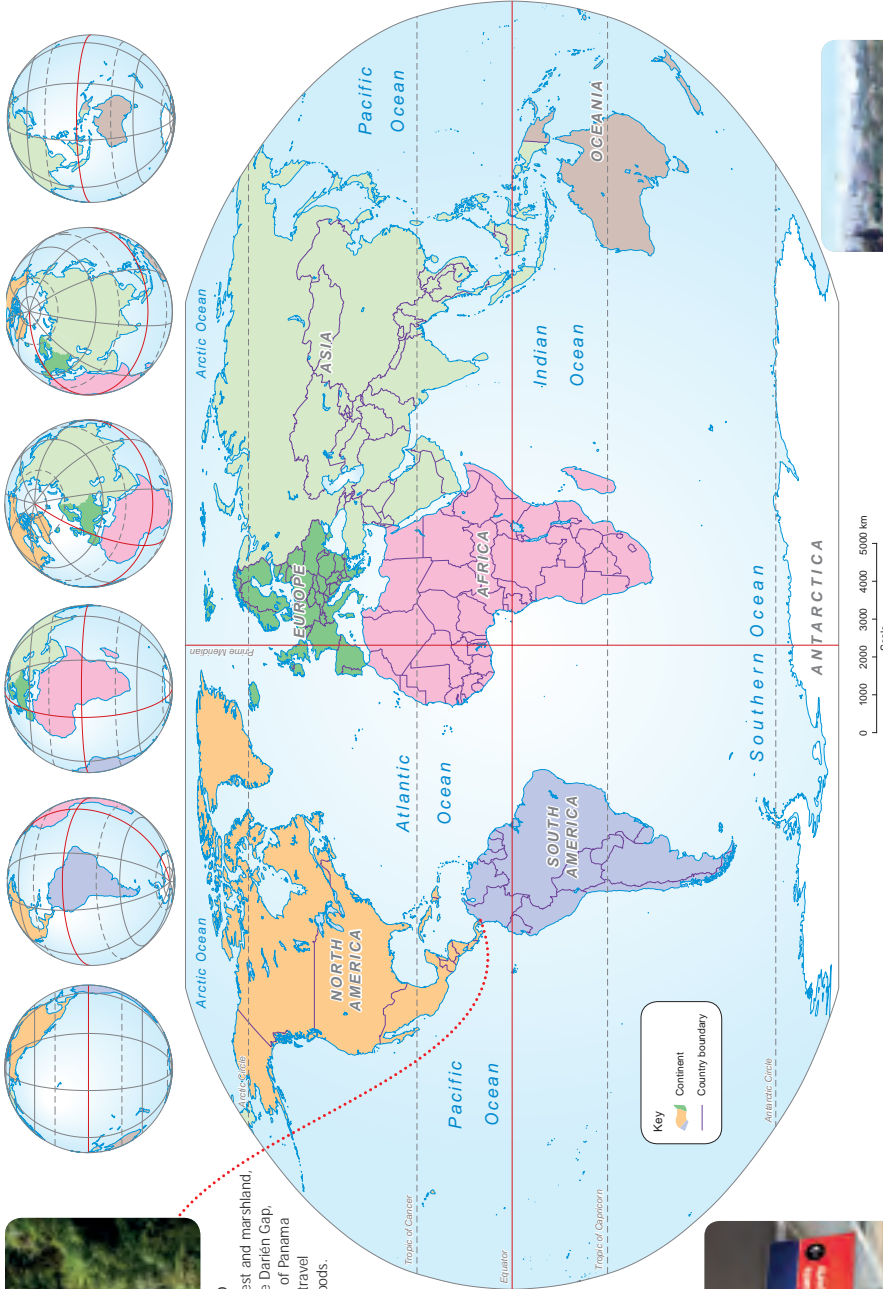 Arctic Ocean
Arctic Ocean
Pacific
Ocean
Prime Meridian
Arctic Circle
EUROPE
ASIA
NORTH
AMERICA
Atlantic
Ocean
Tropic of Cancer
Pacific
Ocean
AFRICA
Equator
Indian
Ocean
SOUTH
AMERICA
OCEANIA
Tropic of Capricorn
Key
Continent
Country boundary
Southern Ocean
Antarctic Circle
ANTARCTICA
0 1000 2000 3000 4000 5000 km
est and marshland,
e Darién Gap,
of Panama
travel
ods.